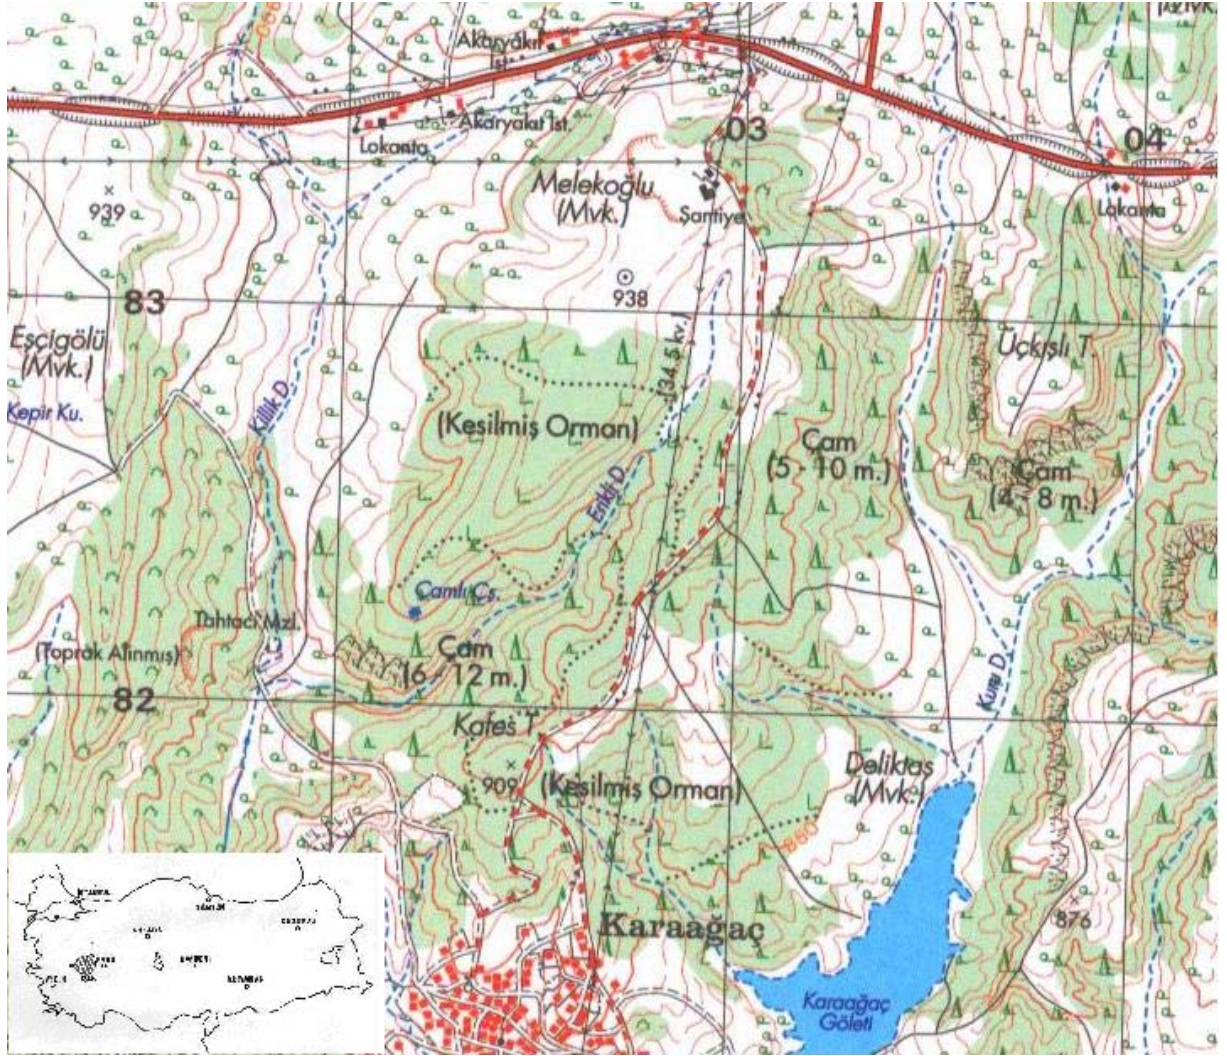 Akaryakıt
İst.
Akaryakıt İst.
Lokanta
03
04
Melekoğlu
(Mvk.)
Şantiye
Lokanta
939
938
83
Eşçigölü
(Mvk.)
Kepir Ku.
Killik D.
(34.5 kv.)
Üçkışlı T.
(Kesilmiş Orman)
Çam
(5 - 10 m.)
Çam
(4 - 8 m.)
Çamlı Çş.
Tahtacı Mzl.
(Toprak Alınmış)
Çam
(6 - 12 m.)
Kuru D.
82
Kafes T.
909
(Kesilmiş Orman)
Deliktaş
(Mvk.)
860
876
Karaağaç
Karaağaç
Göleti